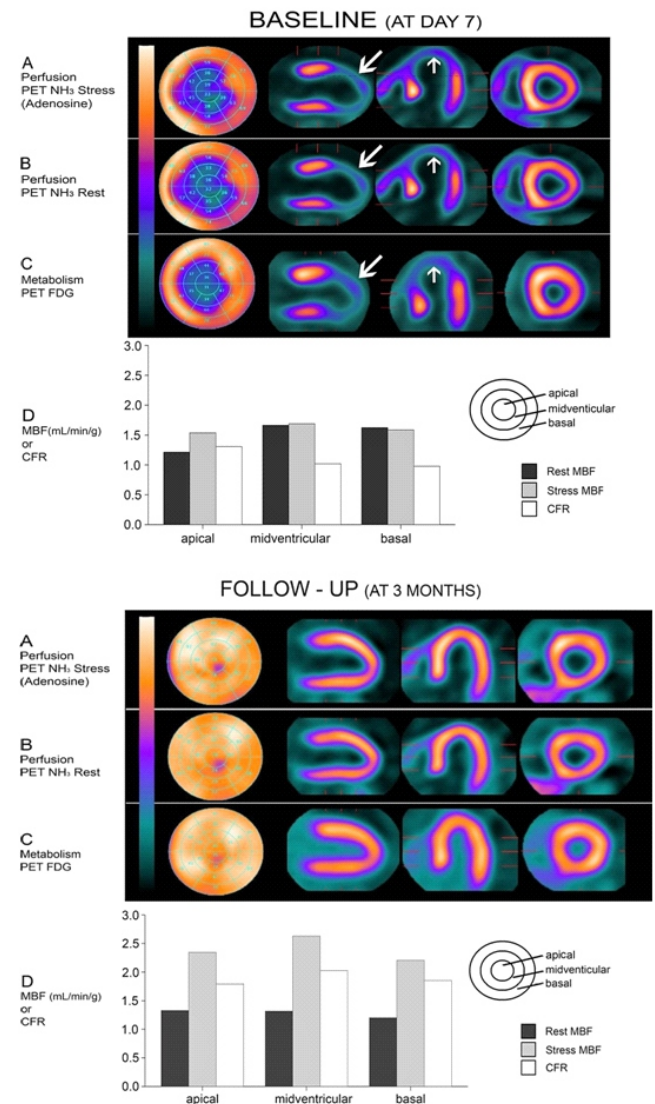 BASELINE (AT DAY 7)
A
Perfusion
PET NH₃ Stress
(Adenosine)
B
Perfusion
PET NH₃ Rest
C
Metabolism
PET FDG
3.0
2.5
2.0
1.5
1.0
0.5
0.0
D
MBF(mL/min/g)
or
CFR
apical midventricular basal
apical
midventricular
basal
Rest MBF
Stress MBF
CFR
FOLLOW - UP (AT 3 MONTHS)
A
Perfusion
PET NH₃ Stress
(Adenosine)
B
Perfusion
PET NH₃ Rest
C
Metabolism
PET FDG
3.0
2.5
2.0
1.5
1.0
0.5
0.0
D
MBF (mL/min/g)
or
CFR
apical midventricular basal
apical
midventricular
basal
Rest MBF
Stress MBF
CFR